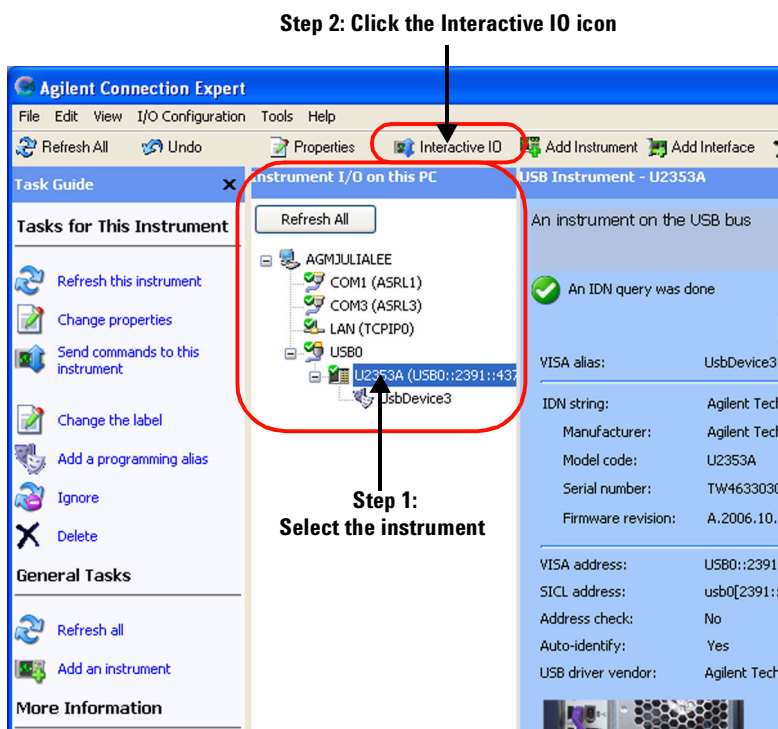 Step 2: Click the Interactive IO icon
Agilent Connection Expert
File Edit View I/O Configuration Tools Help
Refresh All Undo Properties Interactive IO Add Instrument Add Interface
Task Guide
Tasks for This Instrument
Refresh this instrument
Change properties
Send commands to this
instrument
Change the label
Add a programming alias
Ignore
Delete
General Tasks
Refresh all
Add an instrument
More Information
Instrument I/O on this PC
Refresh All
AGMJULIALEE
COM1 (ASRL1)
COM3 (ASRL3)
LAN (TCPIP0)
USB0
U2353A (USB0::2391::437
UsbDevice3
Step 1:
Select the instrument
USB Instrument - U2353A
An instrument on the USB bus
An IDN query was done
VISA alias: UsbDevice3
IDN string: Agilent Tech
Manufacturer: Agilent Tech
Model code: U2353A
Serial number: TW4633030
Firmware revision: A.2006.10.
VISA address: USB0::2391
SICL address: usb0[2391::
Address check: No
Auto-identify: Yes
USB driver vendor: Agilent Tech